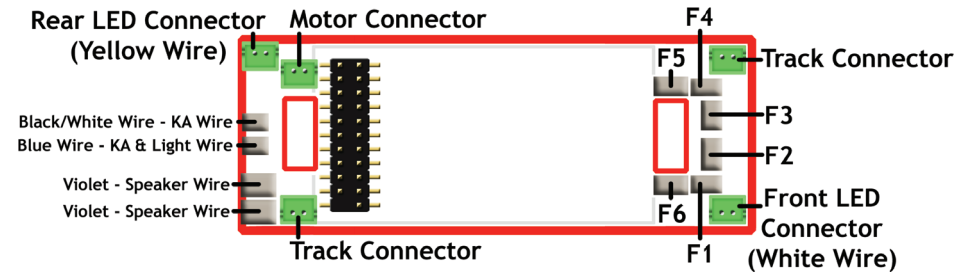 Rear LED Connector
(Yellow Wire)
Motor Connector
F4
F5
Track Connector
Black/White Wire - KA Wire
Blue Wire - KA & Light Wire
F3
F2
Violet - Speaker Wire
Violet - Speaker Wire
Track Connector
F6
F1
Front LED
Connector
(White Wire)